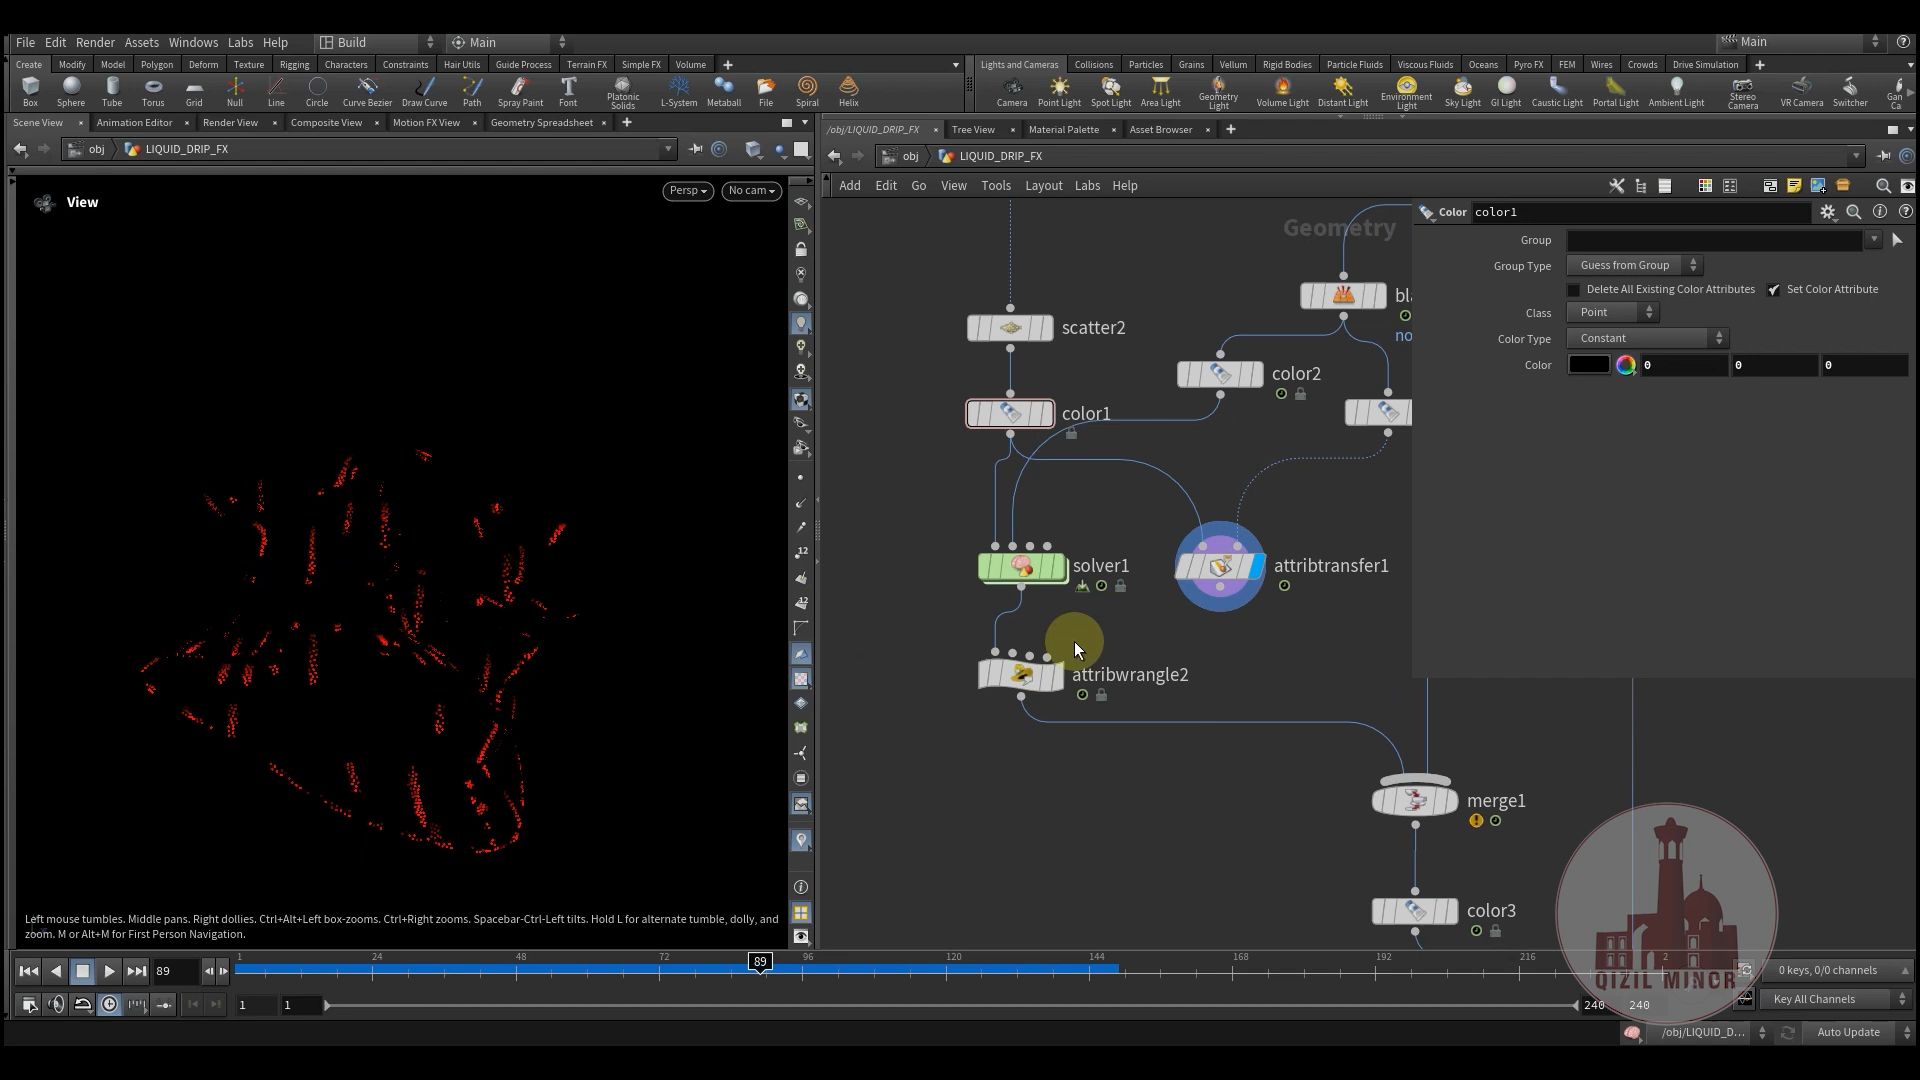 File Edit Render Assets Windows Labs Help Build Main Main
Create Modify Model Polygon Deform Texture Rigging Characters Constraints Hair Utils Guide Process Terrain FX Simple FX Volume
Lights and Cameras Collisions Particles Grains Vellum Rigid Bodies Particle Fluids Viscous Fluids Oceans Pyro FX FEM Wires Crowds Drive Simulation
Box Sphere Tube Torus Grid Null Line Circle Curve Bezier Draw Curve Path Spray Paint Font Platonic Solids L-System Metaball File Spiral Helix
Camera Point Light Spot Light Area Light Geometry Light Volume Light Distant Light Environment Light Sky Light GI Light Caustic Light Portal Light Ambient Light Stereo Camera VR Camera Switcher Gan Ca
Scene View Animation Editor Render View Composite View Motion FX View Geometry Spreadsheet
/obj/LIQUID_DRIP_FX Tree View Material Palette Asset Browser
obj LIQUID_DRIP_FX
obj LIQUID_DRIP_FX
Add Edit Go View Tools Layout Labs Help
View
Persp No cam
Geometry
Color color1
Group
Group Type Guess from Group
Delete All Existing Color Attributes Set Color Attribute
Class Point
Color Type Constant
Color 0 0 0
bla
no
scatter2
color2
color1
solver1
attribtransfer1
attribwrangle2
merge1
color3
12
12
Left mouse tumbles. Middle pans. Right dollies. Ctrl+Alt+Left box-zooms. Ctrl+Right zooms. Spacebar-Ctrl-Left tilts. Hold L for alternate tumble, dolly, and
zoom. M or Alt+M for First Person Navigation.
89 1 24 48 72 89 96 120 144 168 192 216 2
0 keys, 0/0 channels
QIZIL MINOR
1 1 240 240
Key All Channels
/obj/LIQUID_D... Auto Update